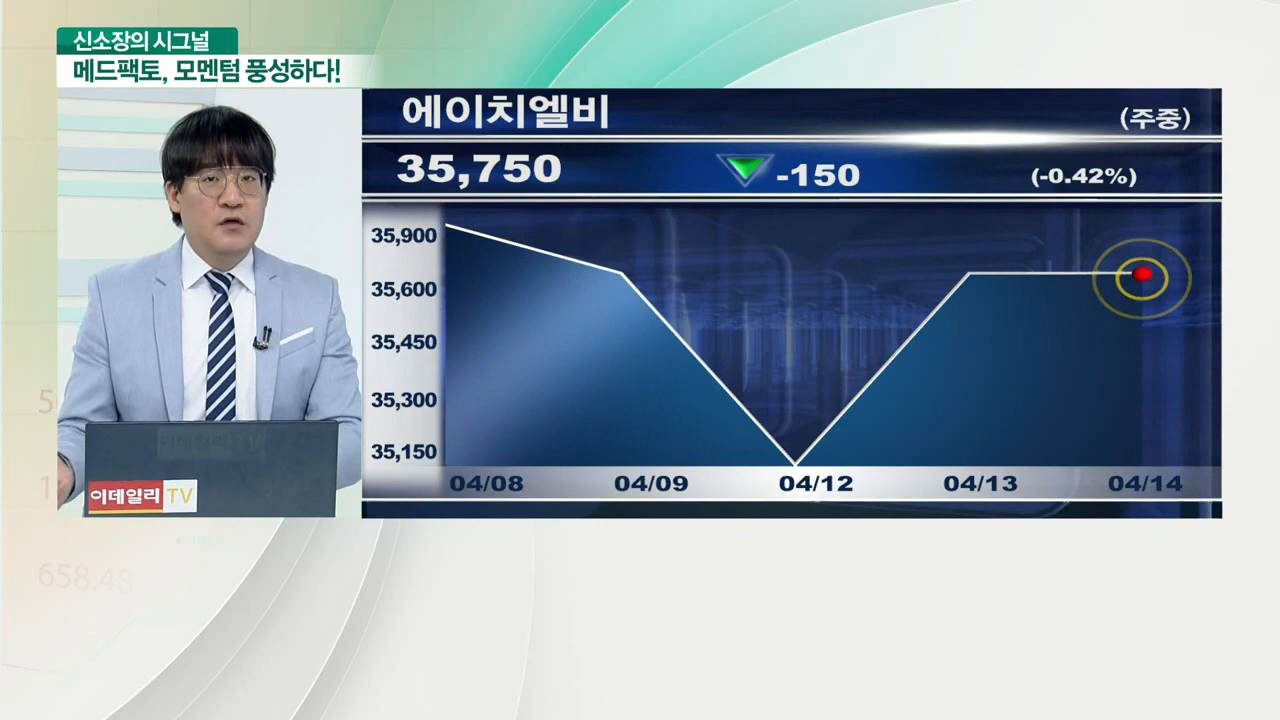 신소장의 시그널
메드팩토, 모멘텀 풍성하다!
에이치엘비 (주중)
35,750 -150 (-0.42%)
35,900
35,600
35,450
35,300
35,150
04/08 04/09 04/12 04/13 04/14
이데일리 TV
658.48